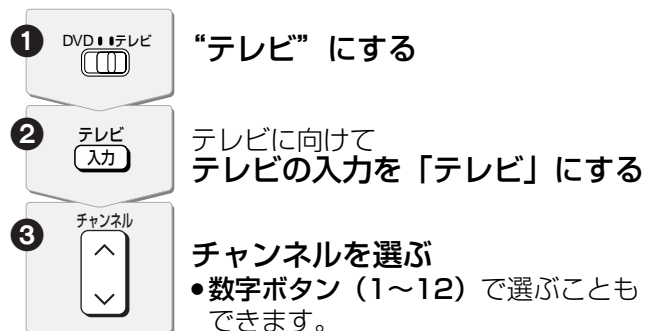 1 DVD テレビ
“テレビ”にする
2 テレビ
入力
テレビに向けて
テレビの入力を「テレビ」にする
3 チャンネル
チャンネルを選ぶ
●数字ボタン（1～12）で選ぶことも
できます。